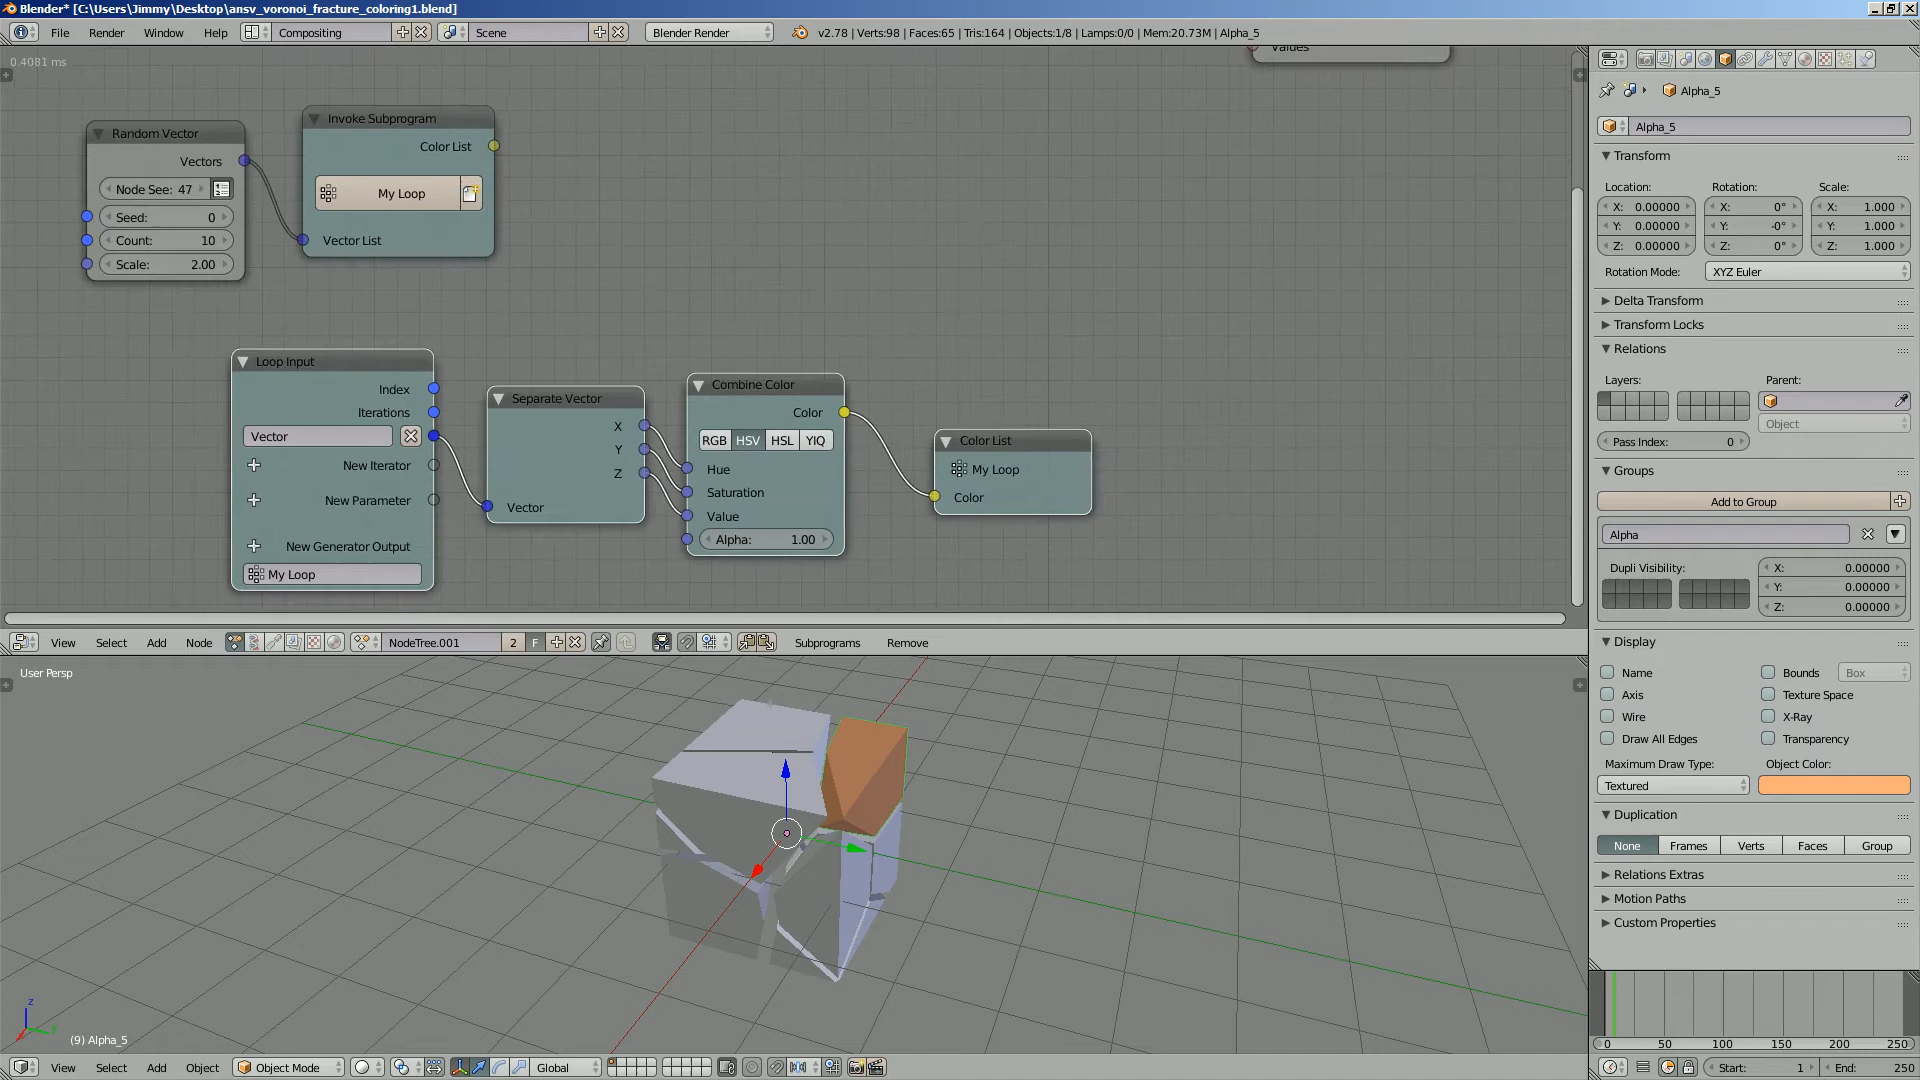 Blender* [C:\Users\Jimmy\Desktop\ansv_voronoi_fracture_coloring1.blend]
File Render Window Help Compositing Scene Blender Render v2.78 | Verts:98 | Faces:65 | Tris:164 | Objects:1/8 | Lamps:0/0 | Mem:20.73M | Alpha_5
0.4081 ms
Values
Random Vector
Vectors
Node See: 47
Seed: 0
Count: 10
Scale: 2.00
Invoke Subprogram
Color List
My Loop
Vector List
Loop Input
Index
Iterations
Vector
New Iterator
New Parameter
New Generator Output
My Loop
Separate Vector
X
Y
Z
Vector
Combine Color
Color
RGB HSV HSL YIQ
Hue
Saturation
Value
Alpha: 1.00
Color List
My Loop
Color
View Select Add Node NodeTree.001 2 F Subprograms Remove
User Persp
z
y
(9) Alpha_5
View Select Add Object Object Mode Global
Alpha_5
Alpha_5
Transform
Location: Rotation: Scale:
X: 0.00000 X: 0° X: 1.000
Y: 0.00000 Y: -0° Y: 1.000
Z: 0.00000 Z: 0° Z: 1.000
Rotation Mode: XYZ Euler
Delta Transform
Transform Locks
Relations
Layers: Parent:
Object
Pass Index: 0
Groups
Add to Group
Alpha
Dupli Visibility: X: 0.00000
Y: 0.00000
Z: 0.00000
Display
Name Bounds Box
Axis Texture Space
Wire X-Ray
Draw All Edges Transparency
Maximum Draw Type: Object Color:
Textured
Duplication
None Frames Verts Faces Group
Relations Extras
Motion Paths
Custom Properties
0 50 100 150 200 250
Start: 1 End: 250